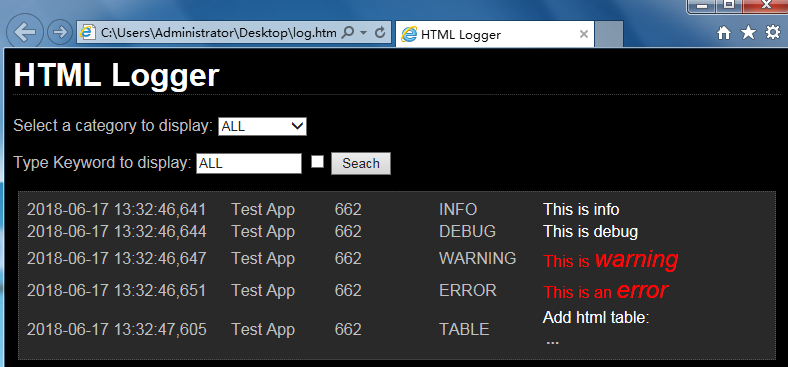 C:\Users\Administrator\Desktop\log.htm
HTML Logger
HTML Logger
Select a category to display: ALL
Type Keyword to display: ALL Seach
2018-06-17 13:32:46,641 Test App 662 INFO This is info
2018-06-17 13:32:46,644 Test App 662 DEBUG This is debug
2018-06-17 13:32:46,647 Test App 662 WARNING This is warning
2018-06-17 13:32:46,651 Test App 662 ERROR This is an error
2018-06-17 13:32:47,605 Test App 662 TABLE Add html table:
...